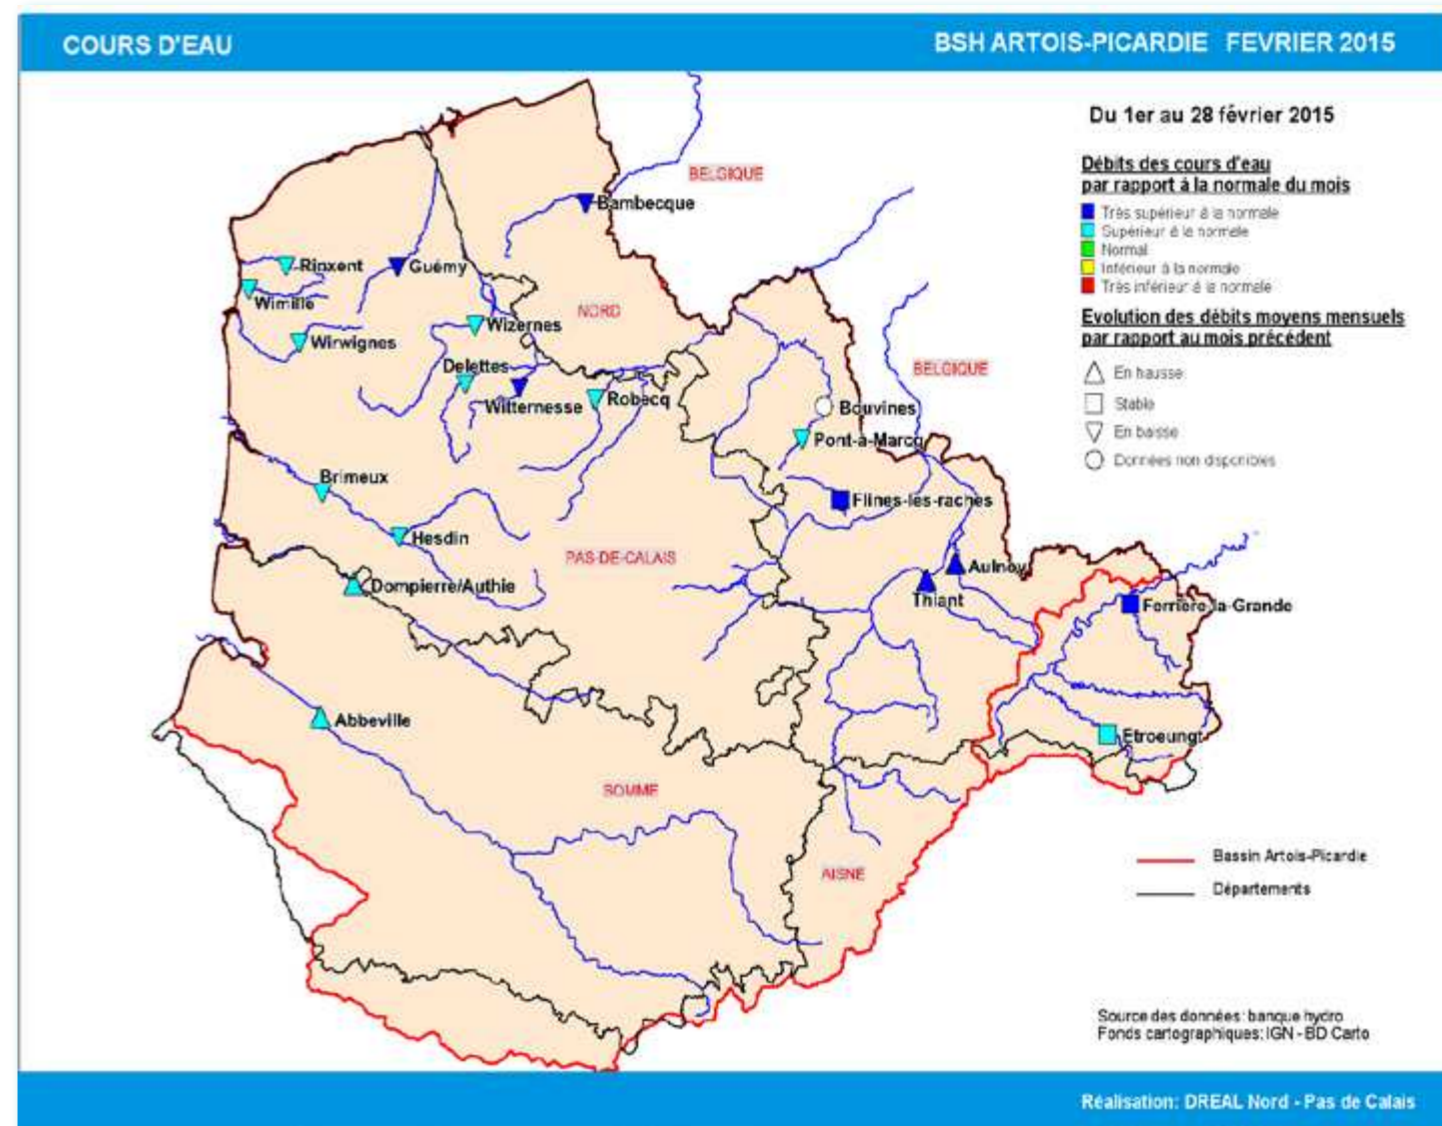 COURS D'EAU
BSH ARTOIS-PICARDIE FEVRIER 2015
Du 1er au 28 février 2015
Débits des cours d'eau
par rapport à la normale du mois
Très supérieur à la normale
Supérieur à la normale
Normal
Inférieur à la normale
Très inférieur à la normale
Evolution des débits moyens mensuels
par rapport au mois précédent
En hausse
Stable
En baisse
Données non disponibles
BELGIQUE
Bambecque
Rinxent
Guémy
Wimille
NORD
Wizernes
Wirwignes
Delettes
BELGIQUE
Witternesse
Robecq
Bouvines
Pont-à-Marcq
Brimeux
Flines-les-raches
Hesdin
PAS-DE-CALAIS
Aulnoy
Dompierre/Authie
Thiant
Ferrière-la-Grande
Abbeville
Etroeungt
SOMME
AISNE
Bassin Artois-Picardie
Départements
Source des données: banque hydro
Fonds cartographiques: IGN - BD Carto
Réalisation: DREAL Nord - Pas de Calais